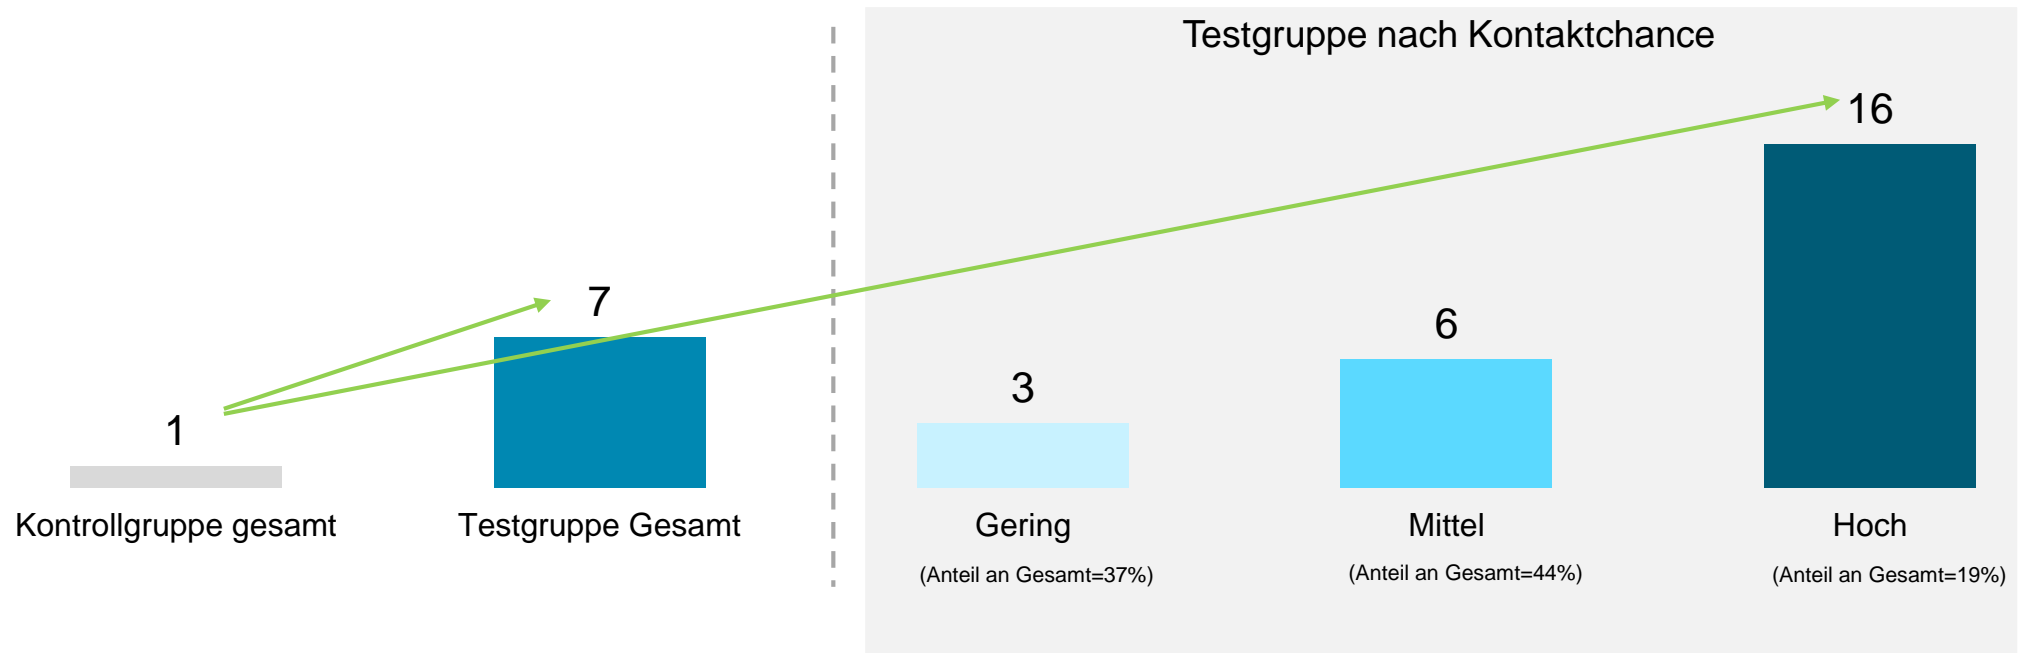 Testgruppe nach Kontaktchance
1
7
3
6
16
Kontrollgruppe gesamt
Testgruppe Gesamt
Gering
Mittel
Hoch
(Anteil an Gesamt=37%)
(Anteil an Gesamt=44%)
(Anteil an Gesamt=19%)